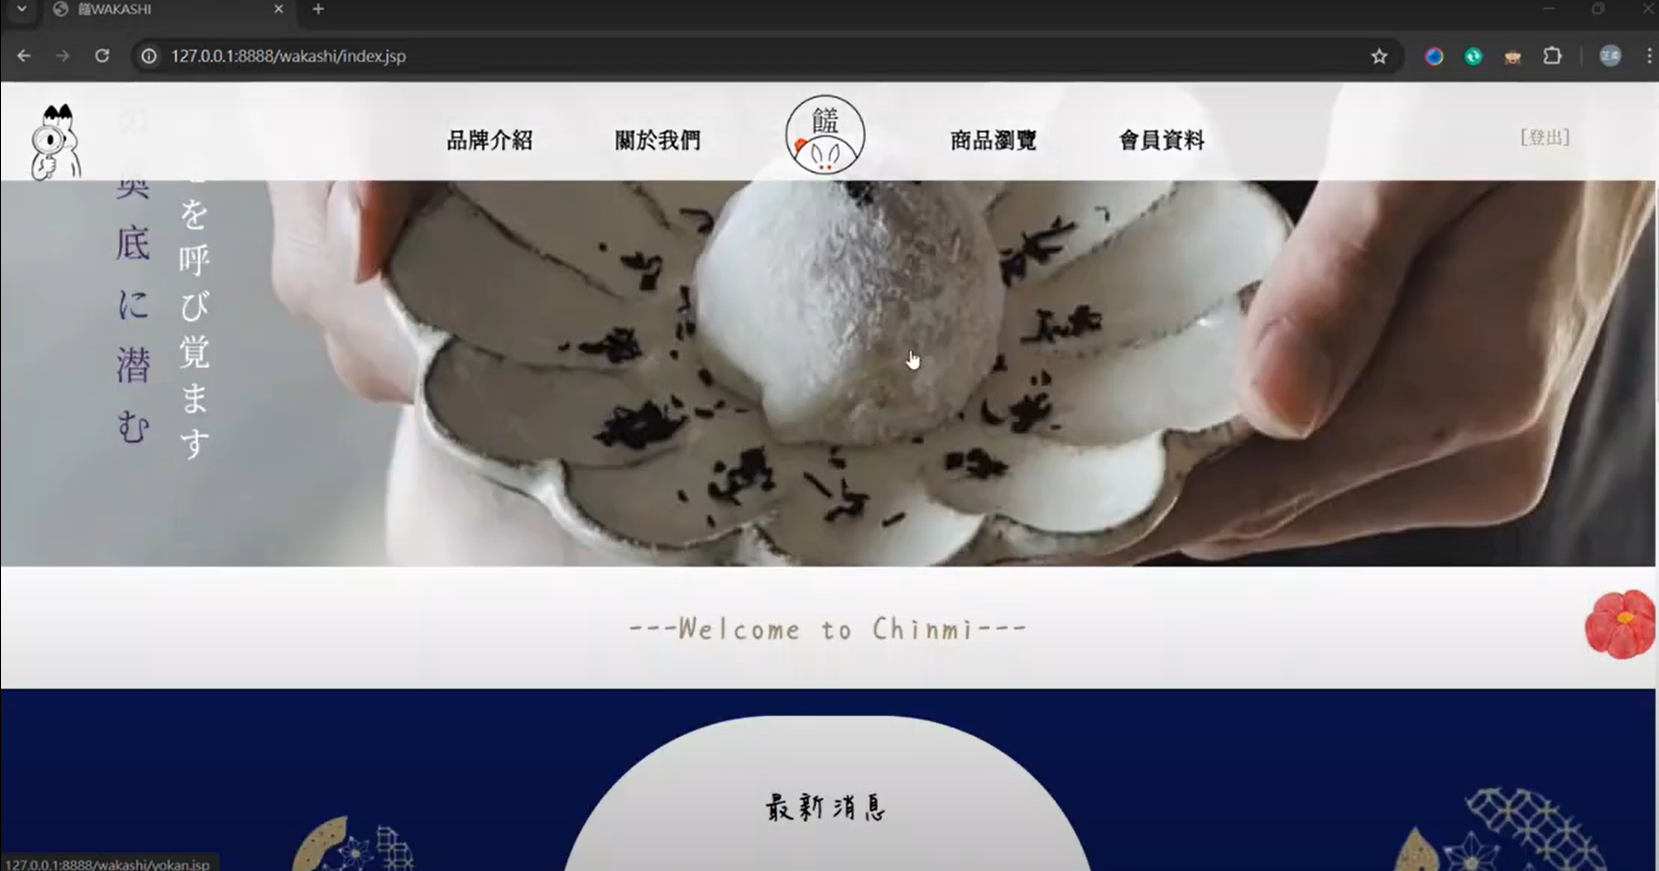 饈WAKASHI
127.0.0.1:8888/wakashi/index.jsp
品牌介紹
關於我們
饈
商品瀏覽
會員資料
[登出]
を呼び覚ます
奥底に潜む
---Welcome to Chinmi---
最新消息
127.0.0.1:8888/wakashi/yokan.jsp